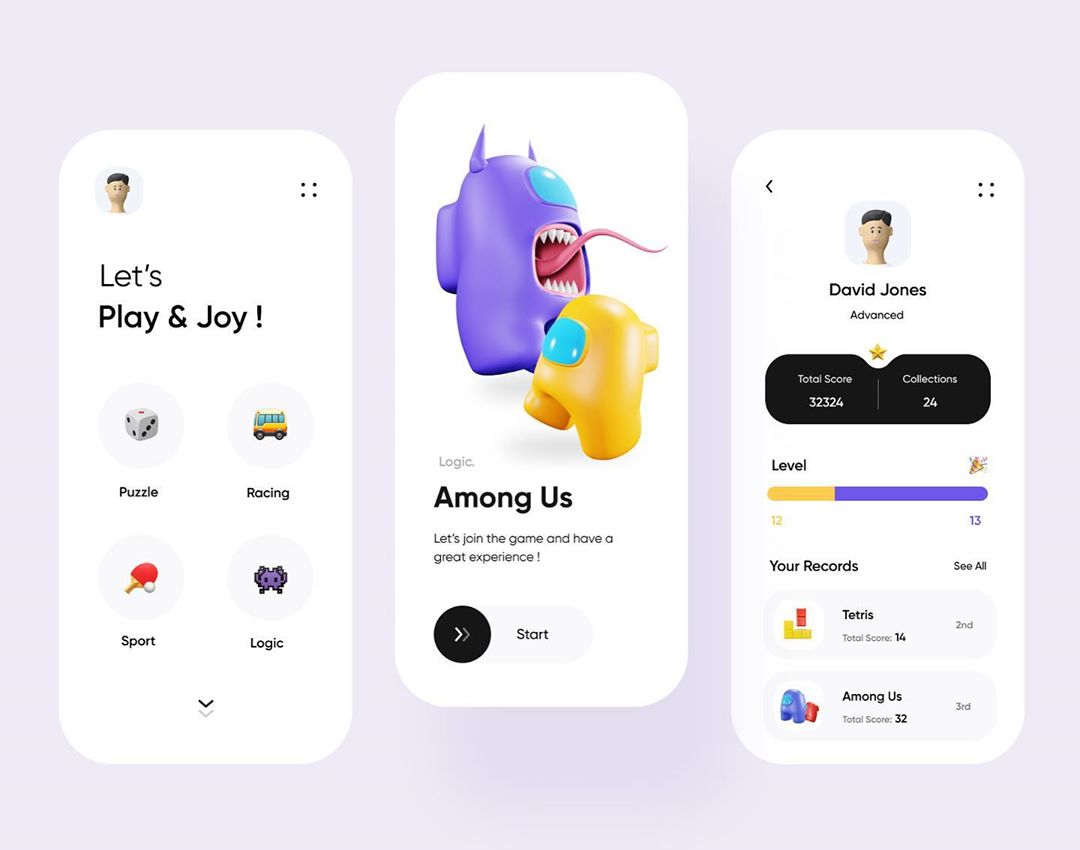 Let's
Play & Joy !
Puzzle
Racing
Sport
Logic
Logic.
Among Us
Let's join the game and have a
great experience !
Start
David Jones
Advanced
Total Score
Collections
32324
24
Level
12
13
Your Records
See All
Tetris
Total Score: 14
2nd
Among Us
Total Score: 32
3rd